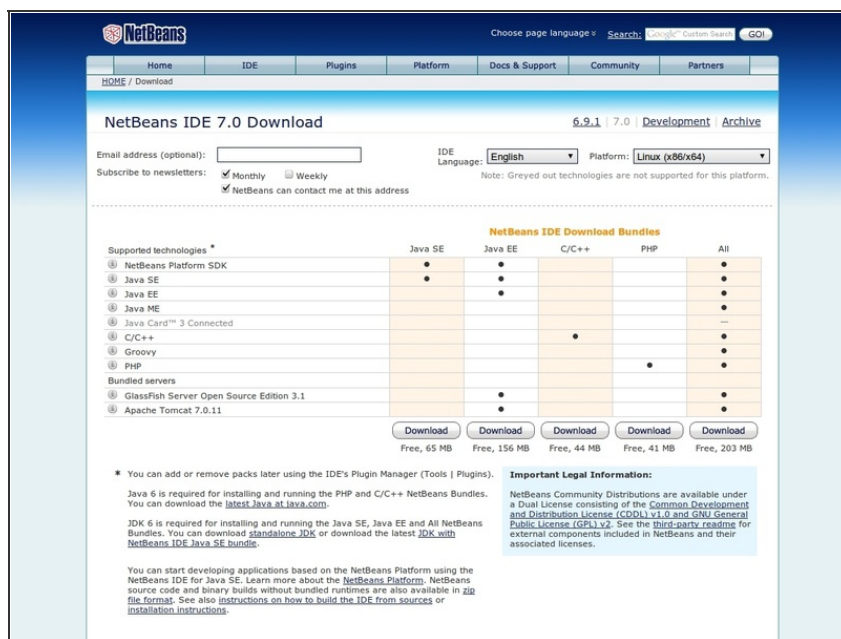 NetBeans
Choose page language
Search:
Google™ Custom Search
GO!
Home IDE Plugins Platform Docs & Support Community Partners
HOME / Download
NetBeans IDE 7.0 Download
6.9.1 | 7.0 | Development | Archive
Email address (optional):
IDE Language: English
Platform: Linux (x86/x64)
Subscribe to newsletters: Monthly Weekly
Note: Greyed out technologies are not supported for this platform.
NetBeans can contact me at this address
NetBeans IDE Download Bundles
Supported technologies * Java SE Java EE C/C++ PHP All
NetBeans Platform SDK
Java SE
Java EE
Java ME
Java Card™ 3 Connected —
C/C++
Groovy
PHP
Bundled servers
GlassFish Server Open Source Edition 3.1
Apache Tomcat 7.0.11
Download Download Download Download Download
Free, 65 MB Free, 156 MB Free, 44 MB Free, 41 MB Free, 203 MB
* You can add or remove packs later using the IDE's Plugin Manager (Tools | Plugins).
Java 6 is required for installing and running the PHP and C/C++ NetBeans Bundles.
You can download the latest Java at java.com.
JDK 6 is required for installing and running the Java SE, Java EE and All NetBeans
Bundles. You can download standalone JDK or download the latest JDK with
NetBeans IDE Java SE bundle.
You can start developing applications based on the NetBeans Platform using the
NetBeans IDE for Java SE. Learn more about the NetBeans Platform. NetBeans
source code and binary builds without bundled runtimes are also available in zip
file format. See also instructions on how to build the IDE from sources or
installation instructions.
Important Legal Information:
NetBeans Community Distributions are available under
a Dual License consisting of the Common Development
and Distribution License (CDDL) v1.0 and GNU General
Public License (GPL) v2. See the third-party readme for
external components included in NetBeans and their
associated licenses.